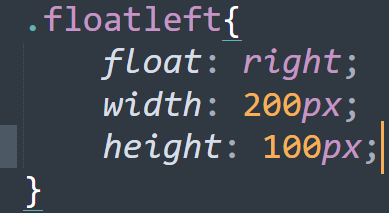 .floatleft{
float: right;
width: 200px;
height: 100px;
}